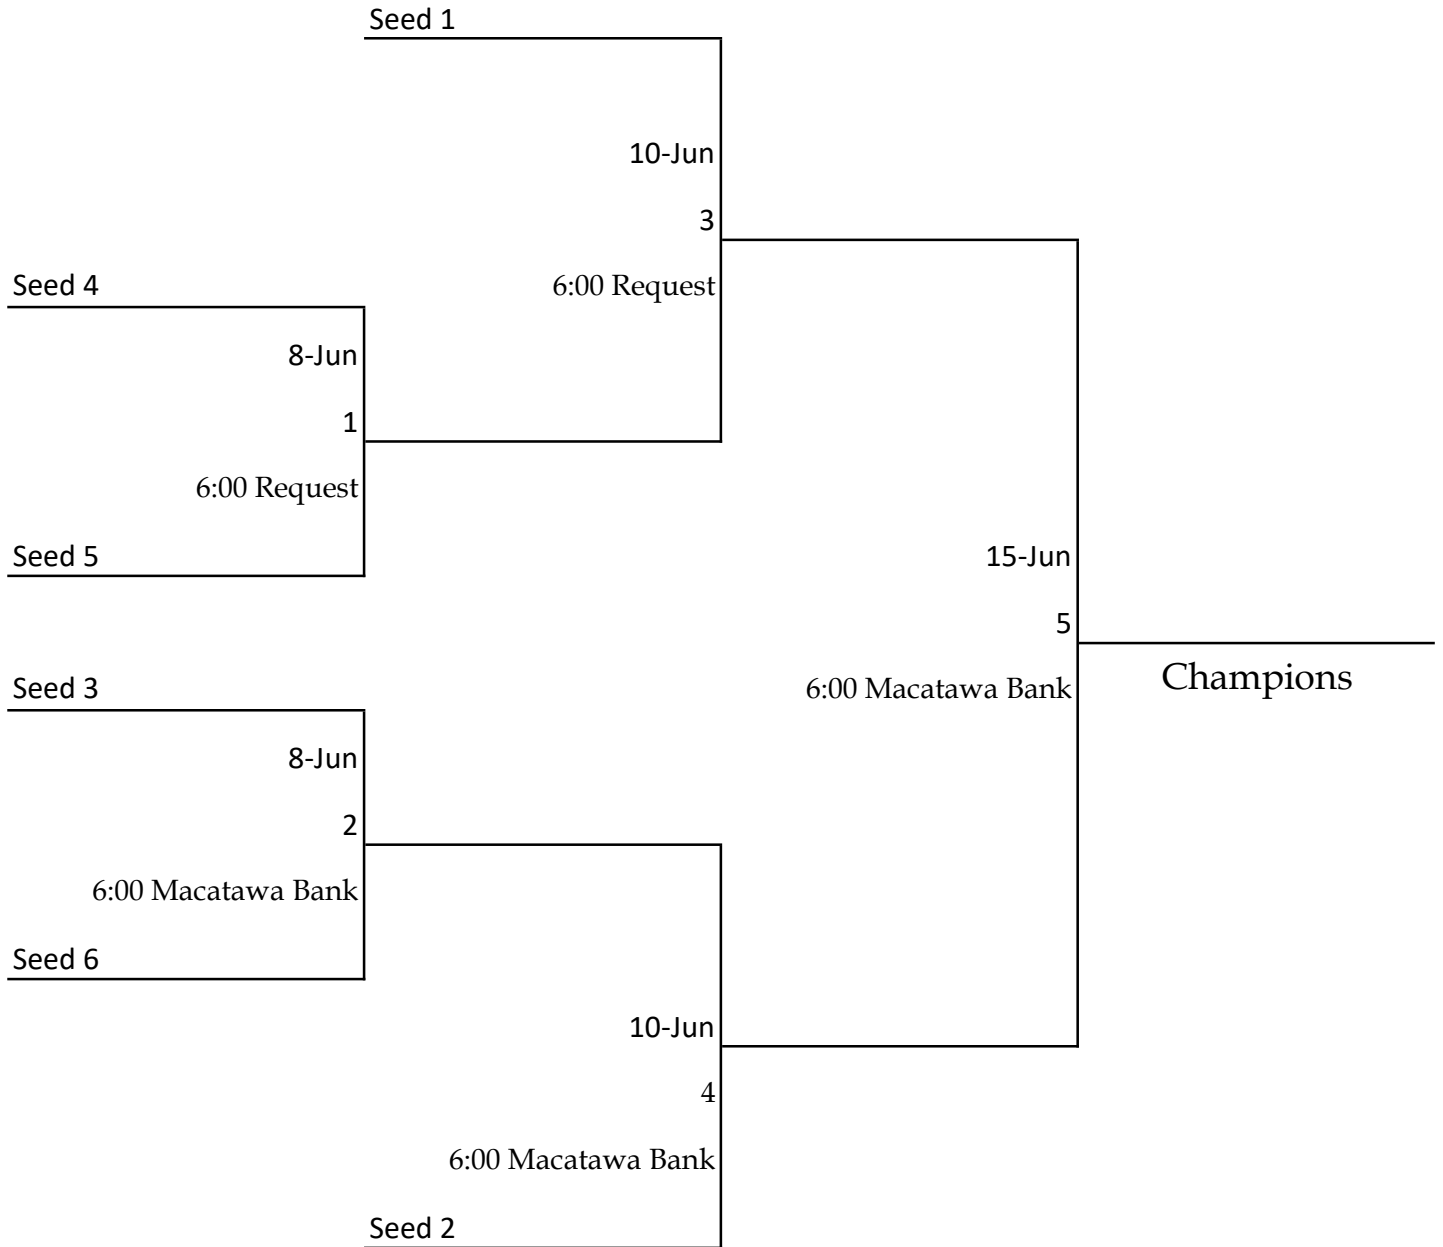 Seed 1
10-Jun
3
6:00 Request
Seed 4
8-Jun
1
6:00 Request
Seed 5
15-Jun
5
6:00 Macatawa Bank
Champions
Seed 3
8-Jun
2
6:00 Macatawa Bank
Seed 6
10-Jun
4
6:00 Macatawa Bank
Seed 2